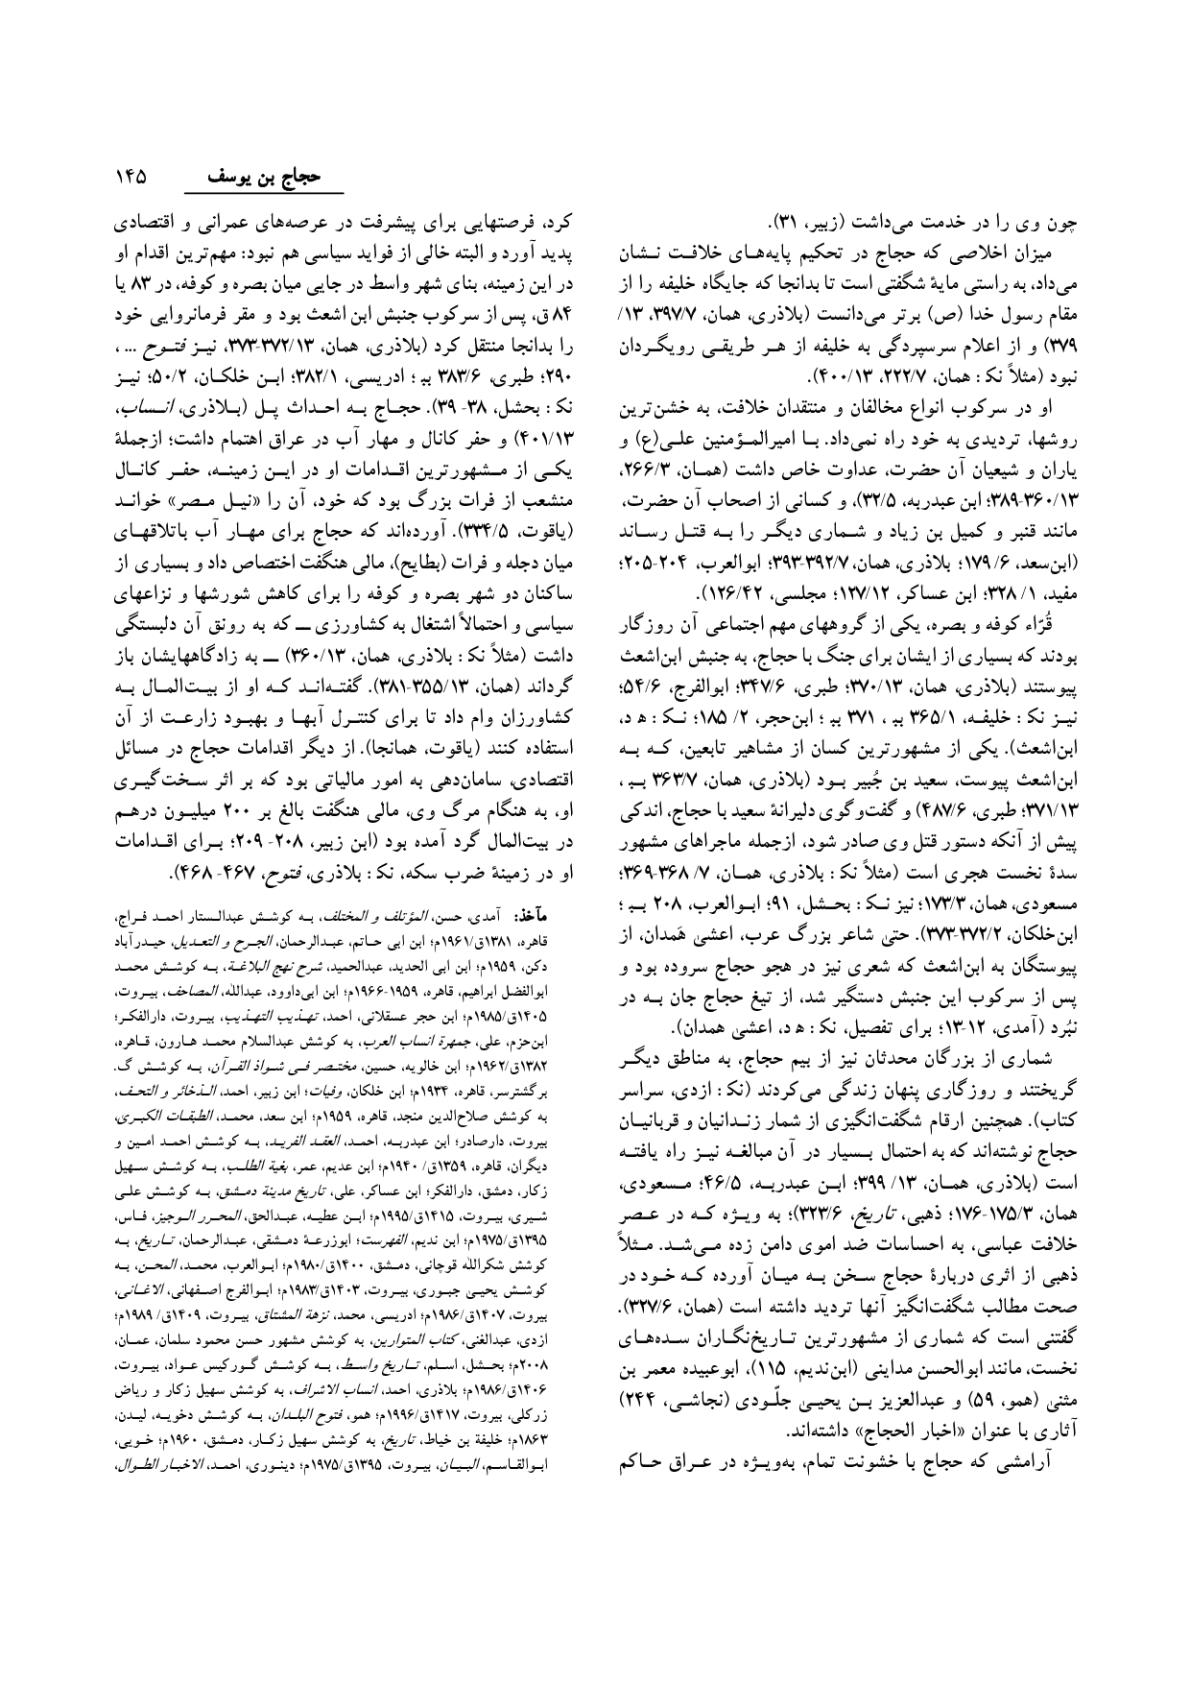 حجاج بن یوسف ۱۴۵
چون وی را در خدمت می‌داشت (زبیر، ۳۱).
میزان اخلاصی که حجاج در تحکیم پایه‌های خلافت نشان
می‌داد، به راستی مایهٔ شگفتی است تا بدانجا که جایگاه خلیفه را از
مقام رسول خدا (ص) برتر می‌دانست (بلاذری، همان، ۳۹۷/۷، ۱۳/
۳۷۹) و از اعلام سرسپردگی به خلیفه از هر طریقی رویگردان
نبود (مثلاً نک‍ : همان، ۲۲۲/۷، ۴۰۰/۱۳).
او در سرکوب انواع مخالفان و منتقدان خلافت، به خشن‌ترین
روشها، تردیدی به خود راه نمی‌داد. با امیرالمؤمنین علی(ع) و
یاران و شیعیان آن حضرت، عداوت خاص داشت (همان، ۲۶۶/۳،
۳۶۰/۱۳-۳۸۹؛ ابن عبدربه، ۳۲/۵)، و کسانی از اصحاب آن حضرت،
مانند قنبر و کمیل بن زیاد و شماری دیگر را به قتل رساند
(ابن‌سعد، ۱۷۹/۶؛ بلاذری، همان، ۳۹۲/۷-۳۹۳؛ ابوالعرب، ۲۰۴-۲۰۵؛
مفید، ۳۲۸/۱؛ ابن عساکر، ۱۲۷/۱۲؛ مجلسی، ۱۲۶/۴۲).
قُرّاء کوفه و بصره، یکی از گروههای مهم اجتماعی آن روزگار
بودند که بسیاری از ایشان برای جنگ با حجاج، به جنبش ابن‌اشعث
پیوستند (بلاذری، همان، ۳۷۰/۱۳؛ طبری، ۳۴۷/۶؛ ابوالفرج، ۵۴/۶؛
نیز نک‍ : خلیفه، ۳۶۵/۱ بب‍ ، ۳۷۱ بب‍ ؛ ابن‌حجر، ۱۸۵/۲؛ نک‍ : ه‍ د،
ابن‌اشعث). یکی از مشهورترین کسان از مشاهیر تابعین، که به
ابن‌اشعث پیوست، سعید بن جُبیر بود (بلاذری، همان، ۳۶۳/۷ بب‍ ،
۳۷۱/۱۳؛ طبری، ۴۸۷/۶) و گفت‌وگوی دلیرانهٔ سعید با حجاج، اندکی
پیش از آنکه دستور قتل وی صادر شود، ازجمله ماجراهای مشهور
سدهٔ نخست هجری است (مثلاً نک‍ : بلاذری، همان، ۳۶۸/۷-۳۶۹؛
مسعودی، همان، ۱۷۳/۳؛ نیز نک‍ : بحشل، ۹۱؛ ابوالعرب، ۲۰۸ بب‍ ؛
ابن‌خلکان، ۳۷۲/۲-۳۷۳). حتیٰ شاعر بزرگ عرب، اعشیٰ هَمدان، از
پیوستگان به ابن‌اشعث که شعری نیز در هجو حجاج سروده بود و
پس از سرکوب این جنبش دستگیر شد، از تیغ حجاج جان به در
نبُرد (آمدی، ۱۲-۱۳؛ برای تفصیل، نک‍ : ه‍ د، اعشیٰ همدان).
شماری از بزرگان محدثان نیز از بیم حجاج، به مناطق دیگر
گریختند و روزگاری پنهان زندگی می‌کردند (نک‍ : ازدی، سراسر
کتاب). همچنین ارقام شگفت‌انگیزی از شمار زندانیان و قربانیان
حجاج نوشته‌اند که به احتمال بسیار در آن مبالغه نیز راه یافته
است (بلاذری، همان، ۳۹۹/۱۳؛ ابن عبدربه، ۴۶/۵؛ مسعودی،
همان، ۱۷۵/۳-۱۷۶؛ ذهبی، تاریخ، ۳۲۳/۶)؛ به ویژه که در عصر
خلافت عباسی، به احساسات ضد اموی دامن زده می‌شد. مثلاً
ذهبی از اثری دربارهٔ حجاج سخن به میان آورده که خود در
صحت مطالب شگفت‌انگیز آنها تردید داشته است (همان، ۳۲۷/۶).
گفتنی است که شماری از مشهورترین تاریخ‌نگاران سده‌های
نخست، مانند ابوالحسن مداینی (ابن‌ندیم، ۱۱۵)، ابوعبیده معمر بن
مثنیٰ (همو، ۵۹) و عبدالعزیز بن یحییٰ جلّودی (نجاشی، ۲۴۴)
آثاری با عنوان «اخبار الحجاج» داشته‌اند.
آرامشی که حجاج با خشونت تمام، به‌ویژه در عراق حاکم
کرد، فرصتهایی برای پیشرفت در عرصه‌های عمرانی و اقتصادی
پدید آورد و البته خالی از فواید سیاسی هم نبود: مهم‌ترین اقدام او
در این زمینه، بنای شهر واسط در جایی میان بصره و کوفه، در ۸۳ یا
۸۴ ق، پس از سرکوب جنبش ابن اشعث بود و مقر فرمانروایی خود
را بدانجا منتقل کرد (بلاذری، همان، ۳۷۲/۱۳-۳۷۳، نیز فتوح ... ،
۲۹۰؛ طبری، ۳۸۳/۶ بب‍ ؛ ادریسی، ۳۸۲/۱؛ ابن خلکان، ۵۰/۲؛ نیز
نک‍ : بحشل، ۳۸-۳۹). حجاج به احداث پل (بلاذری، انساب،
۴۰۱/۱۳) و حفر کانال و مهار آب در عراق اهتمام داشت؛ ازجملهٔ
یکی از مشهورترین اقدامات او در این زمینه، حفر کانال
منشعب از فرات بزرگ بود که خود، آن را «نیل مصر» خواند
(یاقوت، ۳۳۴/۵). آورده‌اند که حجاج برای مهار آب باتلاقهای
میان دجله و فرات (بطایح)، مالی هنگفت اختصاص داد و بسیاری از
ساکنان دو شهر بصره و کوفه را برای کاهش شورشها و نزاعهای
سیاسی و احتمالاً اشتغال به کشاورزی ــ که به رونق آن دلبستگی
داشت (مثلاً نک‍ : بلاذری، همان، ۳۶۰/۱۳) ــ به زادگاههایشان باز
گرداند (همان، ۳۵۵/۱۳-۳۸۱). گفته‌اند که او از بیت‌المال به
کشاورزان وام داد تا برای کنترل آبها و بهبود زارعت از آن
استفاده کنند (یاقوت، همانجا). از دیگر اقدامات حجاج در مسائل
اقتصادی، سامان‌دهی به امور مالیاتی بود که بر اثر سخت‌گیری
او، به هنگام مرگ وی، مالی هنگفت بالغ بر ۲۰۰ میلیون درهم
در بیت‌المال گرد آمده بود (ابن زبیر، ۲۰۸-۲۰۹؛ برای اقدامات
او در زمینهٔ ضرب سکه، نک‍ : بلاذری، فتوح، ۴۶۷-۴۶۸).
مآخذ: آمدی، حسن، المؤتلف و المختلف، به کوشش عبدالستار احمد فراج،
قاهره، ۱۳۸۱ق/۱۹۶۱م؛ ابن ابی حاتم، عبدالرحمان، الجرح و التعدیل، حیدرآباد
دکن، ۱۹۵۹م؛ ابن ابی الحدید، عبدالحمید، شرح نهج البلاغة، به کوشش محمد
ابوالفضل ابراهیم، قاهره، ۱۹۵۹-۱۹۶۶م؛ ابن ابی‌داوود، عبدالله، المصاحف، بیروت،
۱۴۰۵ق/۱۹۸۵م؛ ابن حجر عسقلانی، احمد، تهذیب التهذیب، بیروت، دارالفکر؛
ابن‌حزم، علی، جمهرة انساب العرب، به کوشش عبدالسلام محمد هارون، قاهره،
۱۳۸۲ق/۱۹۶۲م؛ ابن خالویه، حسین، مختصر فی شواذ القرآن، به کوشش گ.
برگشترسر، قاهره، ۱۹۳۴م؛ ابن خلکان، وفیات؛ ابن زبیر، احمد، الذخائر و التحف،
به کوشش صلاح‌الدین منجد، قاهره، ۱۹۵۹م؛ ابن سعد، محمد، الطبقات الکبری،
بیروت، دارصادر؛ ابن عبدربه، احمد، العقد الفرید، به کوشش احمد امین و
دیگران، قاهره، ۱۳۵۹ق/۱۹۴۰م؛ ابن عدیم، عمر، بغیة الطلب، به کوشش سهیل
زکار، دمشق، دارالفکر؛ ابن عساکر، علی، تاریخ مدینة دمشق، به کوشش علی
شیری، بیروت، ۱۴۱۵ق/۱۹۹۵م؛ ابن عطیه، عبدالحق، المحرر الوجیز، فاس،
۱۳۹۵ق/۱۹۷۵م؛ ابن ندیم، الفهرست؛ ابوزرعهٔ دمشقی، عبدالرحمان، تاریخ، به
کوشش شکرالله قوچانی، دمشق، ۱۴۰۰ق/۱۹۸۰م؛ ابوالعرب، محمد، المحن، به
کوشش یحییٰ جبوری، بیروت، ۱۴۰۳ق/۱۹۸۳م؛ ابوالفرج اصفهانی، الاغانی،
بیروت، ۱۴۰۷ق/۱۹۸۶م؛ ادریسی، محمد، نزهة المشتاق، بیروت، ۱۴۰۹ق/۱۹۸۹م؛
ازدی، عبدالغنی، کتاب المتوارین، به کوشش مشهور حسن محمود سلمان، عمان،
۲۰۰۸م؛ بحشل، اسلم، تاریخ واسط، به کوشش گورکیس عواد، بیروت،
۱۴۰۶ق/۱۹۸۶م؛ بلاذری، احمد، انساب الاشراف، به کوشش سهیل زکار و ریاض
زرکلی، بیروت، ۱۴۱۷ق/۱۹۹۶م؛ همو، فتوح البلدان، به کوشش دخویه، لیدن،
۱۸۶۳م؛ خلیفة بن خیاط، تاریخ، به کوشش سهیل زکار، دمشق، ۱۹۶۰م؛ خویی،
ابوالقاسم، البیان، بیروت، ۱۳۹۵ق/۱۹۷۵م؛ دینوری، احمد، الاخبار الطوال،